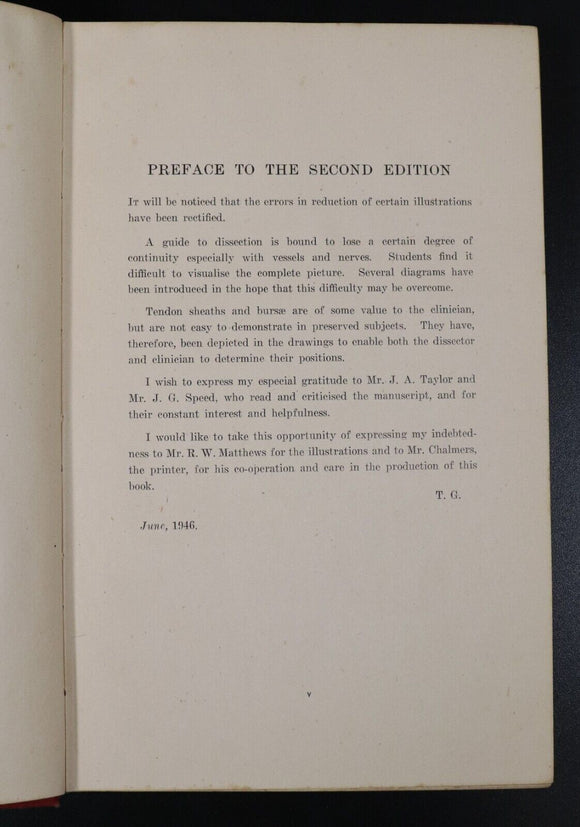 PREFACE TO THE SECOND EDITION
IT will be noticed that the errors in reduction of certain illustrations
have been rectified.
A guide to dissection is bound to lose a certain degree of
continuity especially with vessels and nerves. Students find it
difficult to visualise the complete picture. Several diagrams have
been introduced in the hope that this difficulty may be overcome.
Tendon sheaths and bursæ are of some value to the clinician,
but are not easy to demonstrate in preserved subjects. They have,
therefore, been depicted in the drawings to enable both the dissector
and clinician to determine their positions.
I wish to express my especial gratitude to Mr. J. A. Taylor and
Mr. J. G. Speed, who read and criticised the manuscript, and for
their constant interest and helpfulness.
I would like to take this opportunity of expressing my indebted-
ness to Mr. R. W. Matthews for the illustrations and to Mr. Chalmers,
the printer, for his co-operation and care in the production of this
book.
T. G.
June, 1946.
v